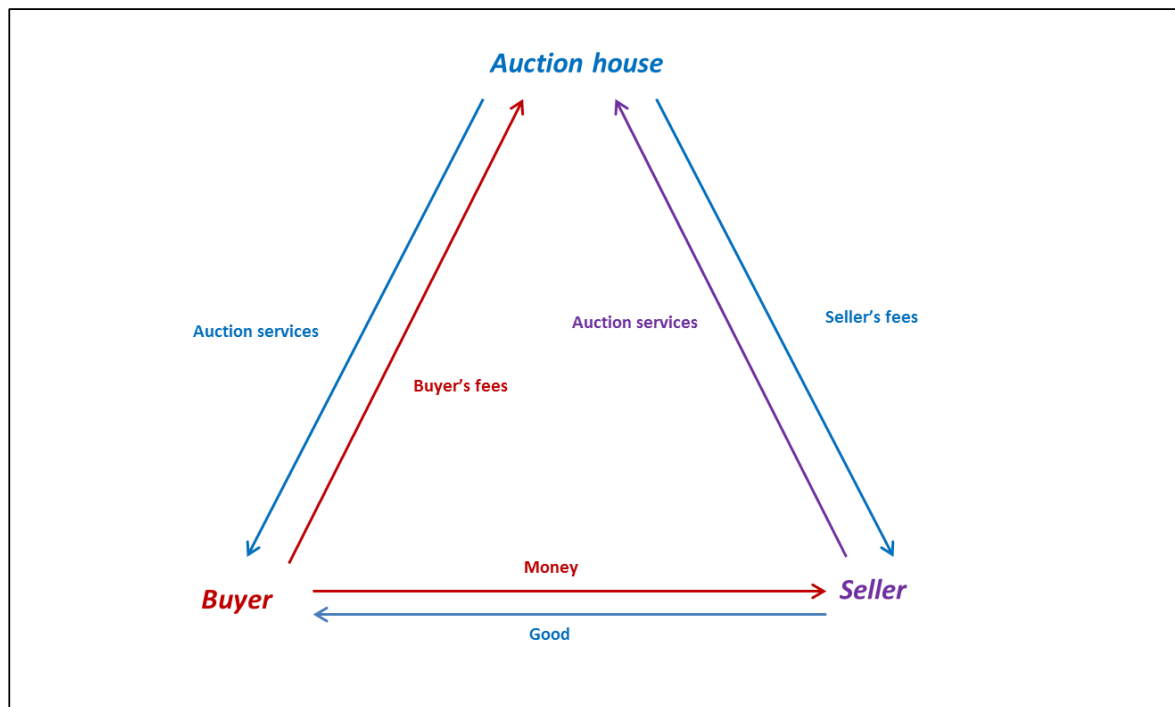 Auction house
Auction services
Auction services
Seller’s fees
Buyer’s fees
Money
Buyer
Seller
Good